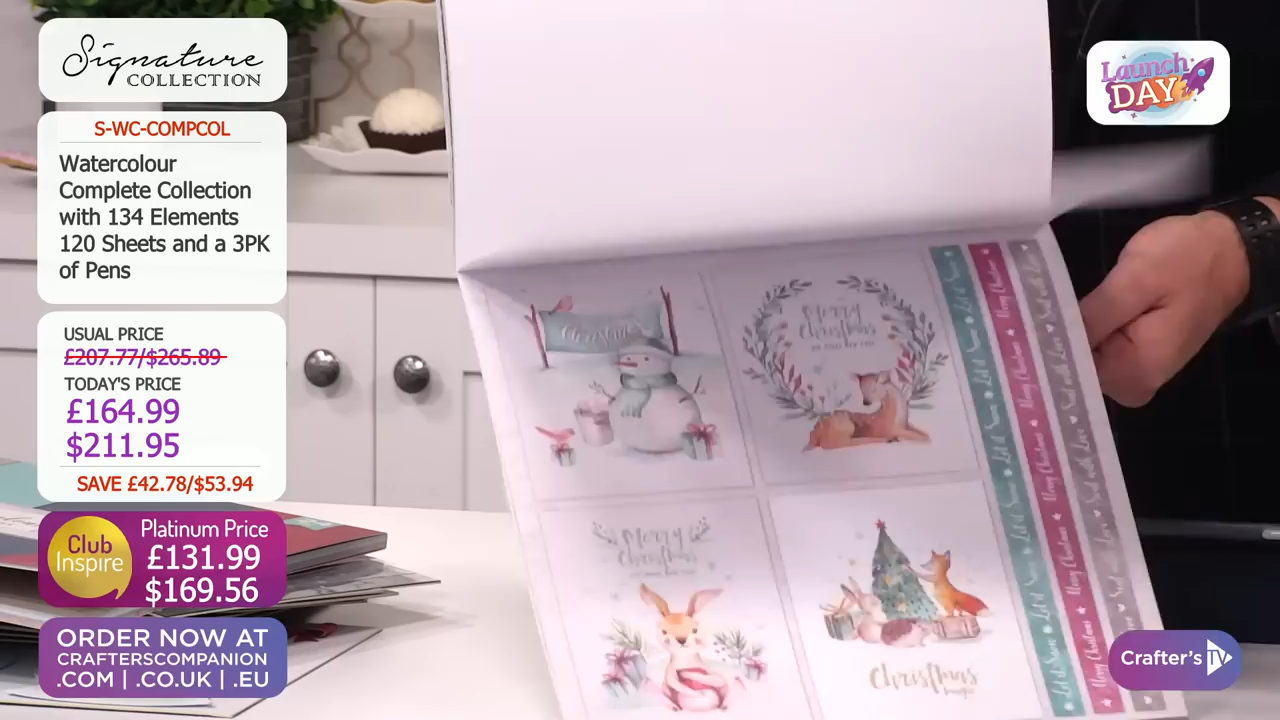 Signature
COLLECTION
S-WC-COMPCOL
Watercolour
Complete Collection
with 134 Elements
120 Sheets and a 3PK
of Pens
USUAL PRICE
£207.77/$265.89
TODAY'S PRICE
£164.99
$211.95
SAVE £42.78/$53.94
Club
Inspire
Platinum Price
£131.99
$169.56
ORDER NOW AT
CRAFTERSCOMPANION
.COM | .CO.UK | .EU
Launch
DAY
Christmas
Merry
Christmas
Merry
Christmas
Christmas
Let it Snow
Merry Christmas
Sent with Love
Crafter's TV